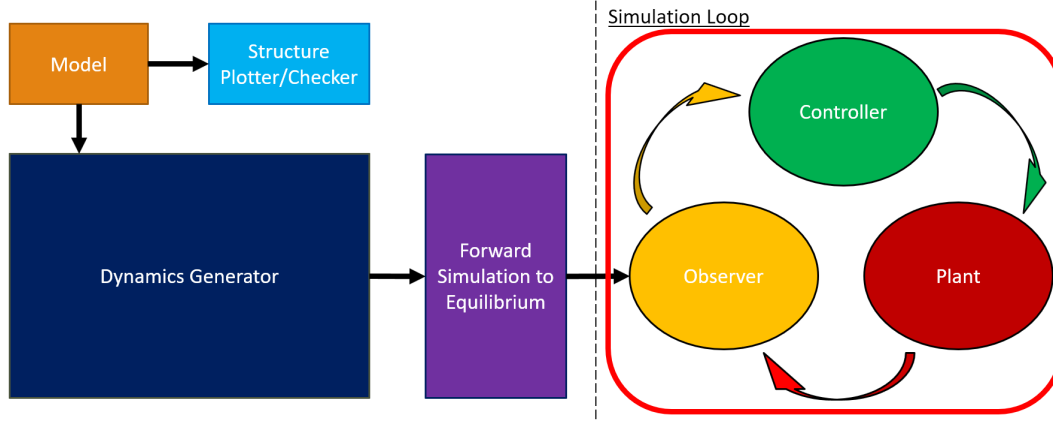 Simulation Loop
Model
Structure
Plotter/Checker
Controller
Dynamics Generator
Forward
Simulation to
Equilibrium
Observer
Plant